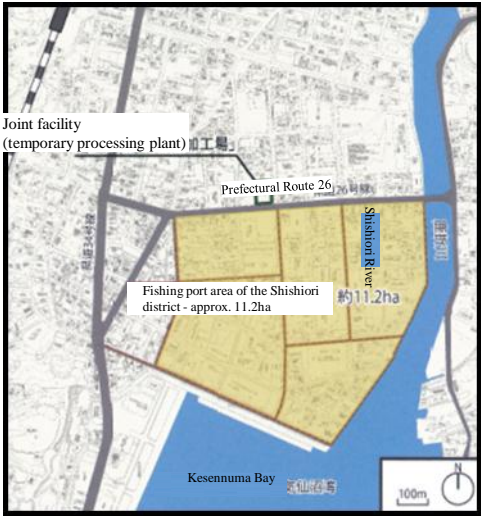 Joint facility
(temporary processing plant)
加工場」
Prefectural Route 26
Shishiori River
Fishing port area of the Shishiori
district - approx. 11.2ha
約11.2ha
Kesennuma Bay
N
100m